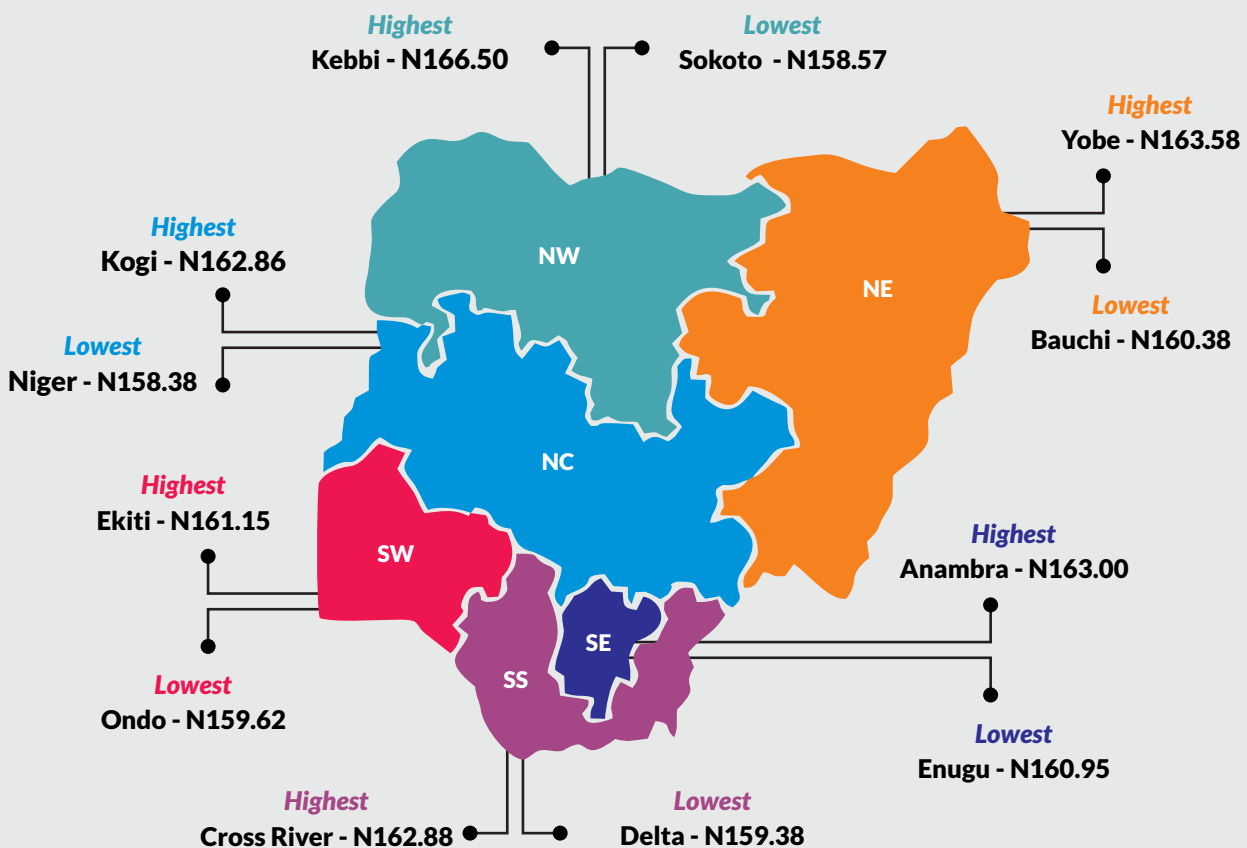 Highest
Kebbi - N166.50
Lowest
Sokoto - N158.57
Highest
Yobe - N163.58
Highest
Kogi - N162.86
NW
NE
Lowest
Bauchi - N160.38
Lowest
Niger - N158.38
NC
Highest
Ekiti - N161.15
SW
Highest
Anambra - N163.00
SE
SS
Lowest
Ondo - N159.62
Lowest
Enugu - N160.95
Highest
Cross River - N162.88
Lowest
Delta - N159.38